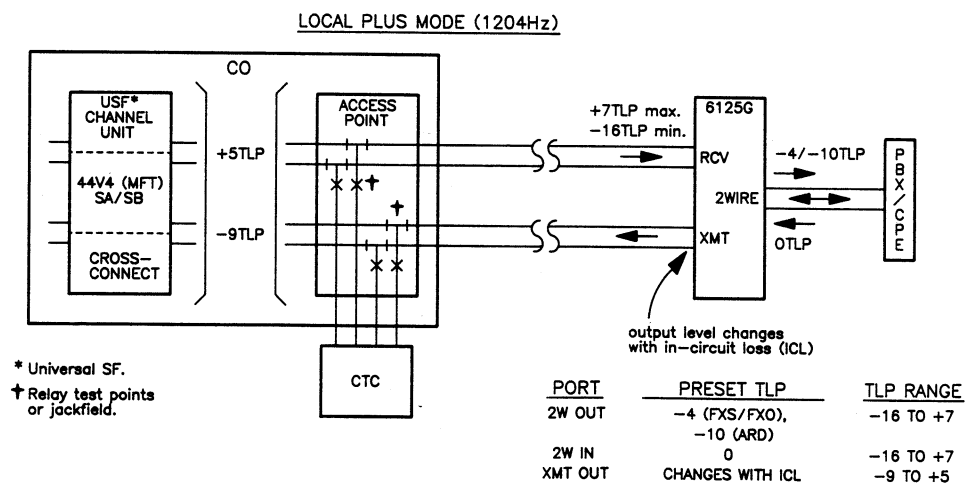 LOCAL PLUS MODE (1204Hz)
CO
USF*
CHANNEL
UNIT
44V4 (MFT)
SA/SB
CROSS-
CONNECT
+5TLP
-9TLP
ACCESS
POINT
✝
✝
CTC
+7TLP max.
-16TLP min.
6125G
RCV
2WIRE
XMT
-4/-10TLP
0TLP
PBX/CPE
output level changes
with in-circuit loss (ICL)
* Universal SF.
✝ Relay test points
or jackfield.
PORT PRESET TLP TLP RANGE
2W OUT -4 (FXS/FXO), -16 TO +7
-10 (ARD)
2W IN 0 -16 TO +7
XMT OUT CHANGES WITH ICL -9 TO +5